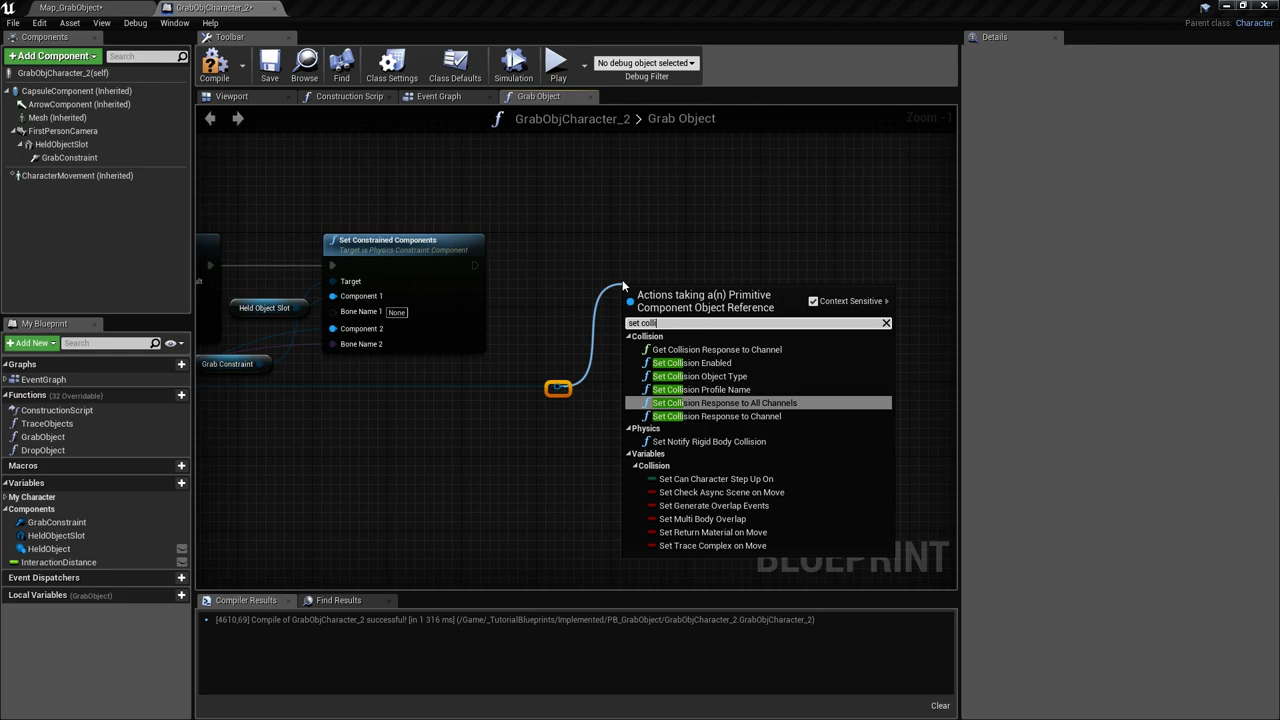 Map_GrabObject*
GrabObjCharacter_2*
File
Edit
Asset
View
Debug
Window
Help
Parent class: Character
Components
Toolbar
Details
+ Add Component
Search
GrabObjCharacter_2(self)
CapsuleComponent (Inherited)
ArrowComponent (Inherited)
Mesh (Inherited)
FirstPersonCamera
HeldObjectSlot
GrabConstraint
CharacterMovement (Inherited)
Compile
Save
Browse
Find
Class Settings
Class Defaults
Simulation
Play
No debug object selected
Debug Filter
Viewport
Construction Scrip
Event Graph
Grab Object
GrabObjCharacter_2 > Grab Object
Zoom -1
Set Constrained Components
Target is Physics Constraint Component
Target
Component 1
Bone Name 1 None
Component 2
Bone Name 2
Held Object Slot
Grab Constraint
Actions taking a(n) Primitive
Component Object Reference
Context Sensitive
set colli
Collision
Get Collision Response to Channel
Set Collision Enabled
Set Collision Object Type
Set Collision Profile Name
Set Collision Response to All Channels
Set Collision Response to Channel
Physics
Set Notify Rigid Body Collision
Variables
Collision
Set Can Character Step Up On
Set Check Async Scene on Move
Set Generate Overlap Events
Set Multi Body Overlap
Set Return Material on Move
Set Trace Complex on Move
BLUEPRINT
My Blueprint
+ Add New
Search
Graphs
EventGraph
Functions (32 Overridable)
ConstructionScript
TraceObjects
GrabObject
DropObject
Macros
Variables
My Character
Components
GrabConstraint
HeldObjectSlot
HeldObject
InteractionDistance
Event Dispatchers
Local Variables (GrabObject)
Compiler Results
Find Results
[4610,69] Compile of GrabObjCharacter_2 successful! [in 1 316 ms] (/Game/_TutorialBlueprints/Implemented/PB_GrabObject/GrabObjCharacter_2.GrabObjCharacter_2)
Clear